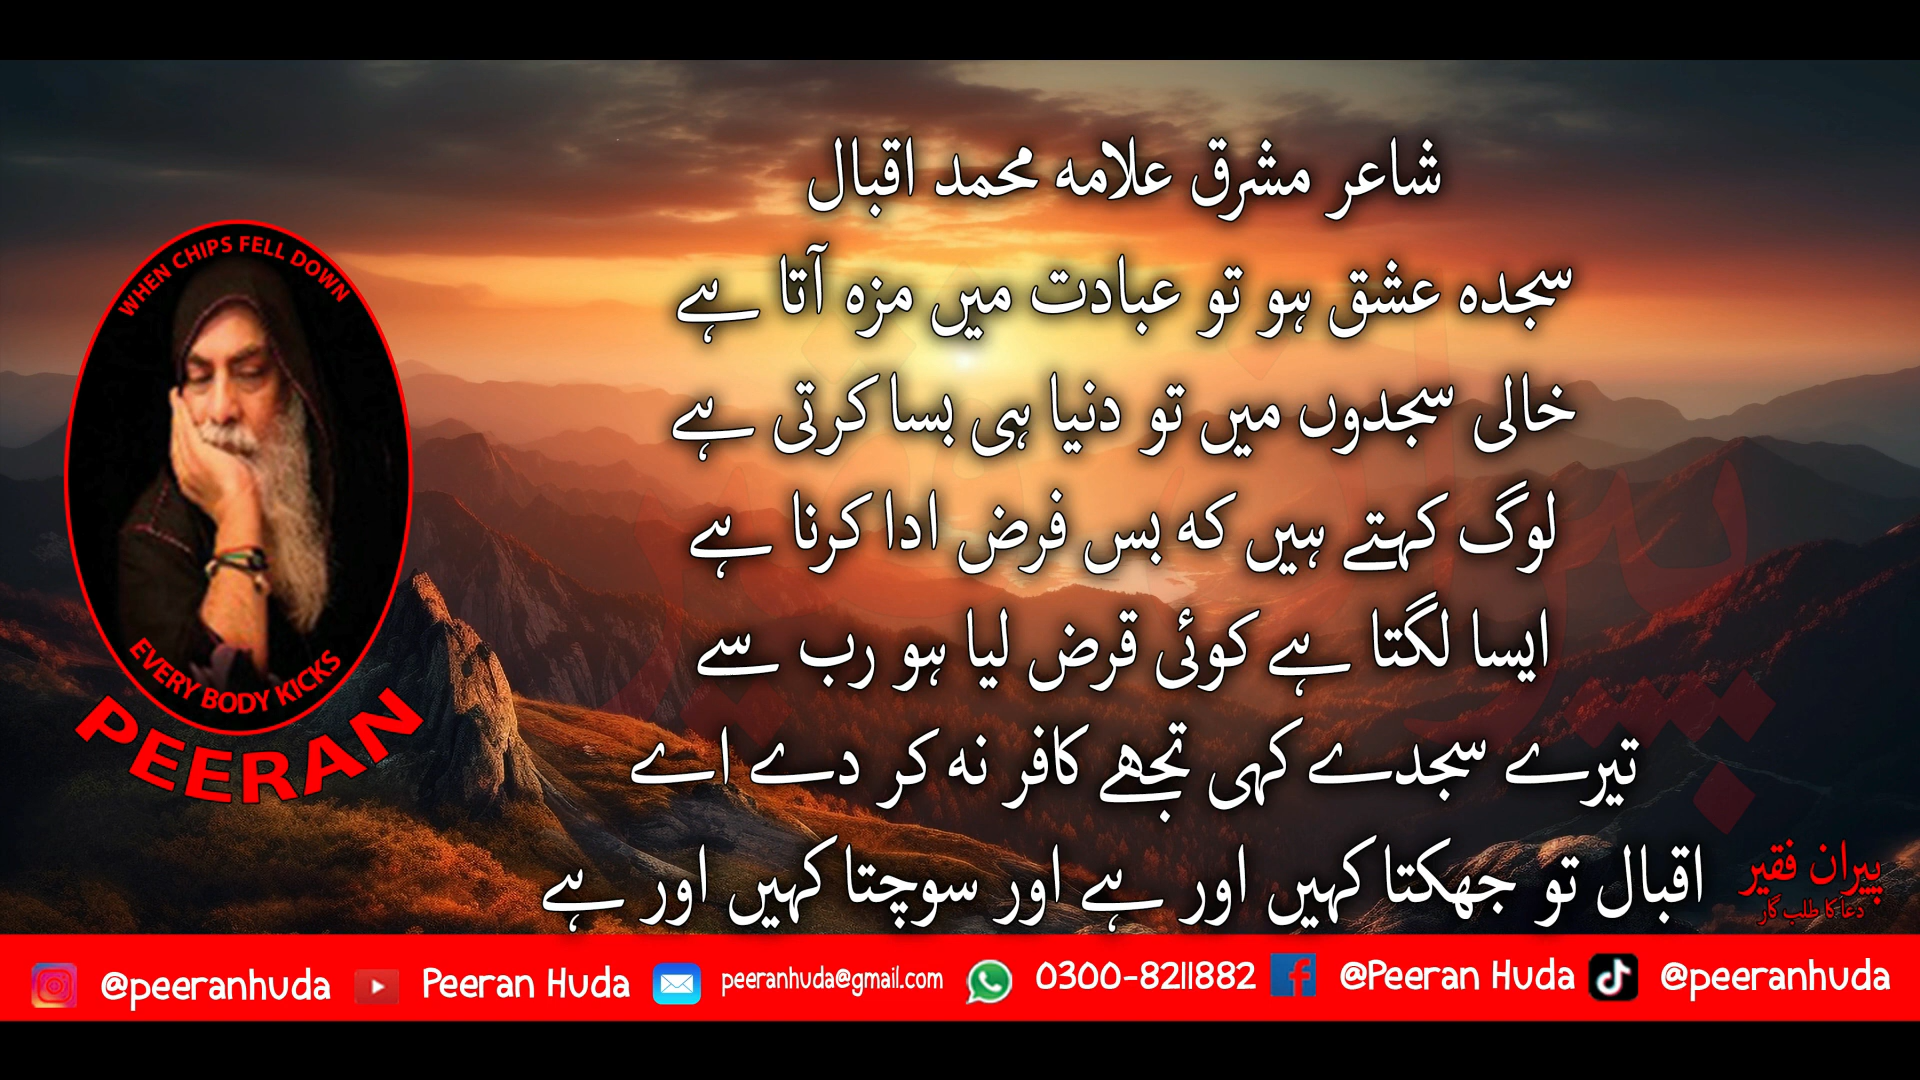 شاعر مشرق علامہ محمد اقبال
سجدہ عشق ہو تو عبادت میں مزہ آتا ہے
خالی سجدوں میں تو دنیا ہی بسا کرتی ہے
لوگ کہتے ہیں کہ بس فرض ادا کرنا ہے
ایسا لگتا ہے کوئی قرض لیا ہو رب سے
تیرے سجدے کہی تجھے کافر نہ کر دے اے
اقبال تو جھکتا کہیں اور ہے اور سوچتا کہیں اور ہے
WHEN CHIPS FELL DOWN
EVERY BODY KICKS
PEERAN
پیران فقیر
دعا کا طلب گار
@peeranhuda Peeran Huda peeranhuda@gmail.com 0300-8211882 @Peeran Huda @peeranhuda